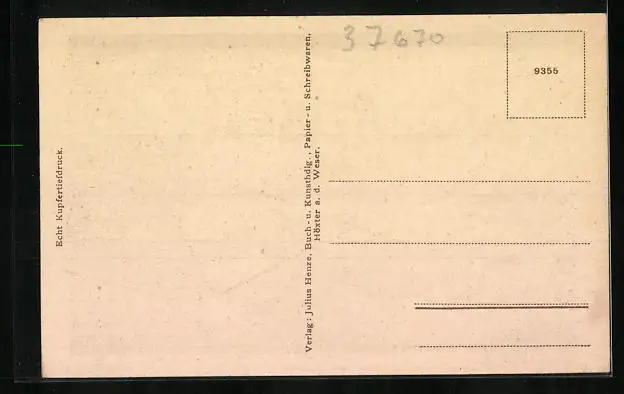 37670
9355
Echt Kupfertiefdruck.
Verlag: Julius Henze, Buch- u. Kunsthdlg., Papier- u. Schreibwaren,
Höxter a. d. Weser.